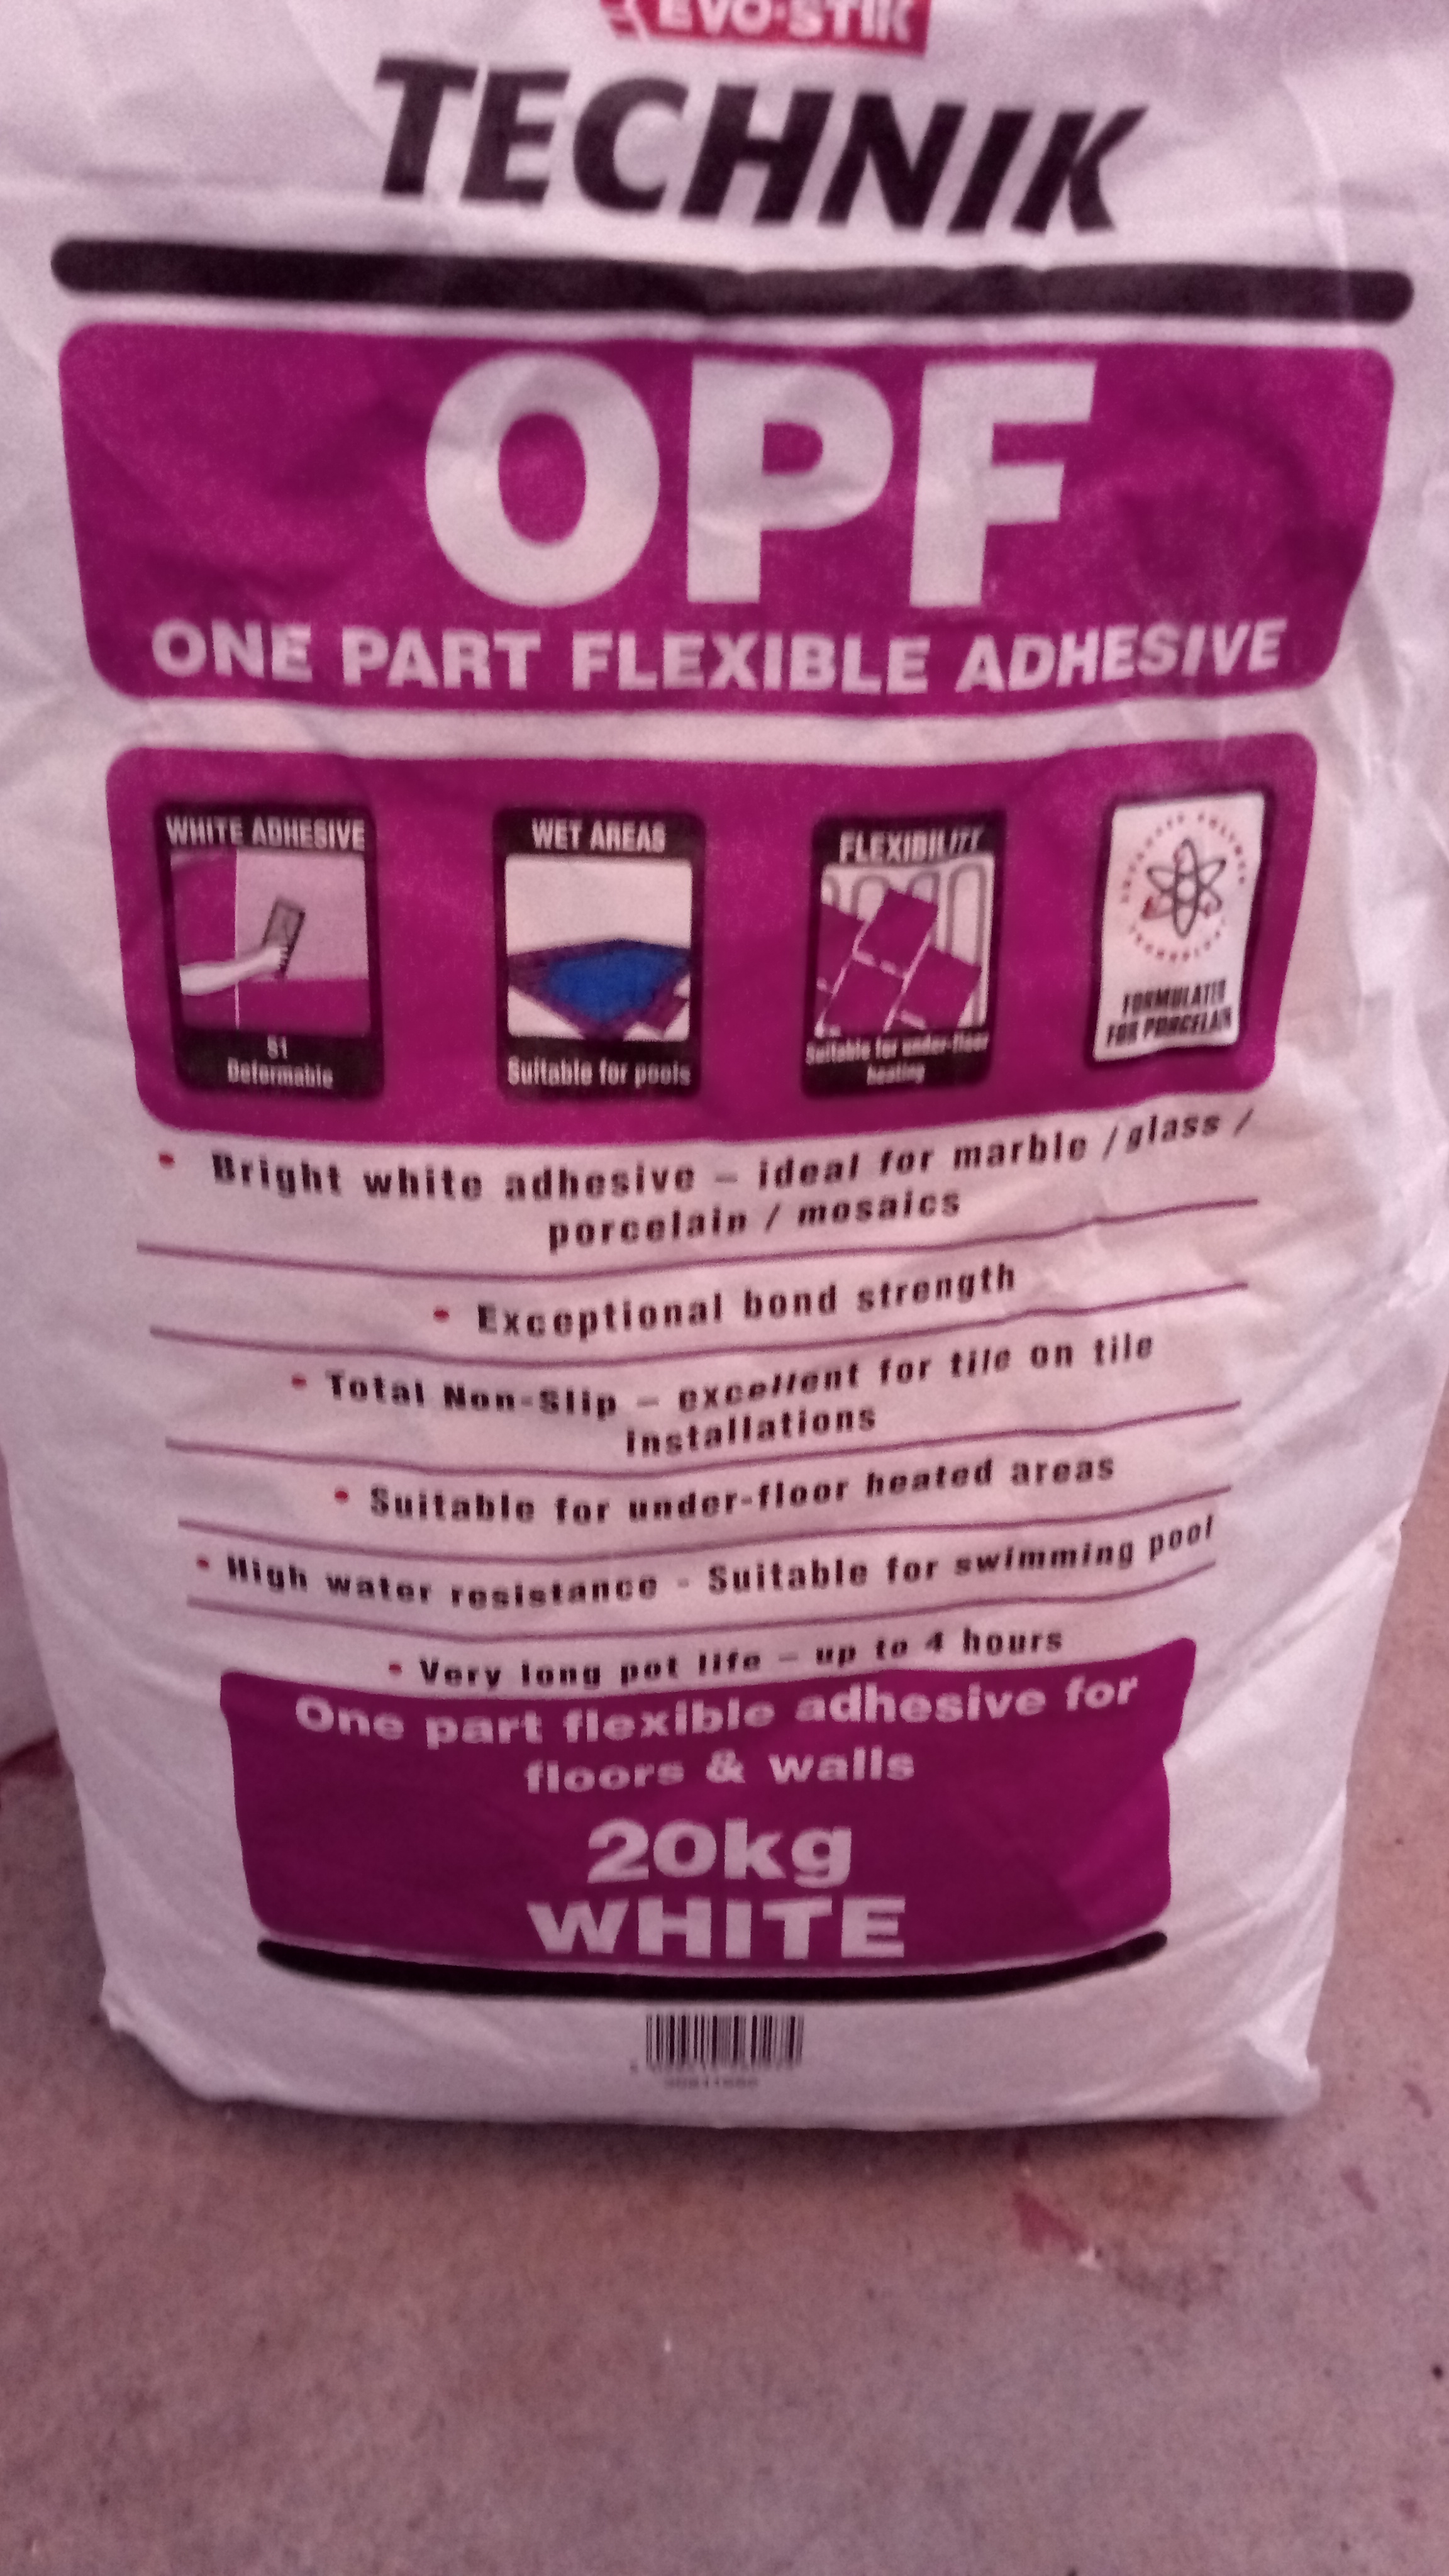 EVO-STIK
TECHNIK
OPF
ONE PART FLEXIBLE ADHESIVE
WHITE ADHESIVE
S1
Deformable
WET AREAS
Suitable for pools
FLEXIBILITY
Suitable for under-floor
heating
FORMULATED
FOR PORCELAIN
• Bright white adhesive – ideal for marble / glass /
porcelain / mosaics
• Exceptional bond strength
• Total Non-Slip – excellent for tile on tile
installations
• Suitable for under-floor heated areas
• High water resistance - Suitable for swimming pool
• Very long pot life – up to 4 hours
One part flexible adhesive for
floors & walls
20kg
WHITE